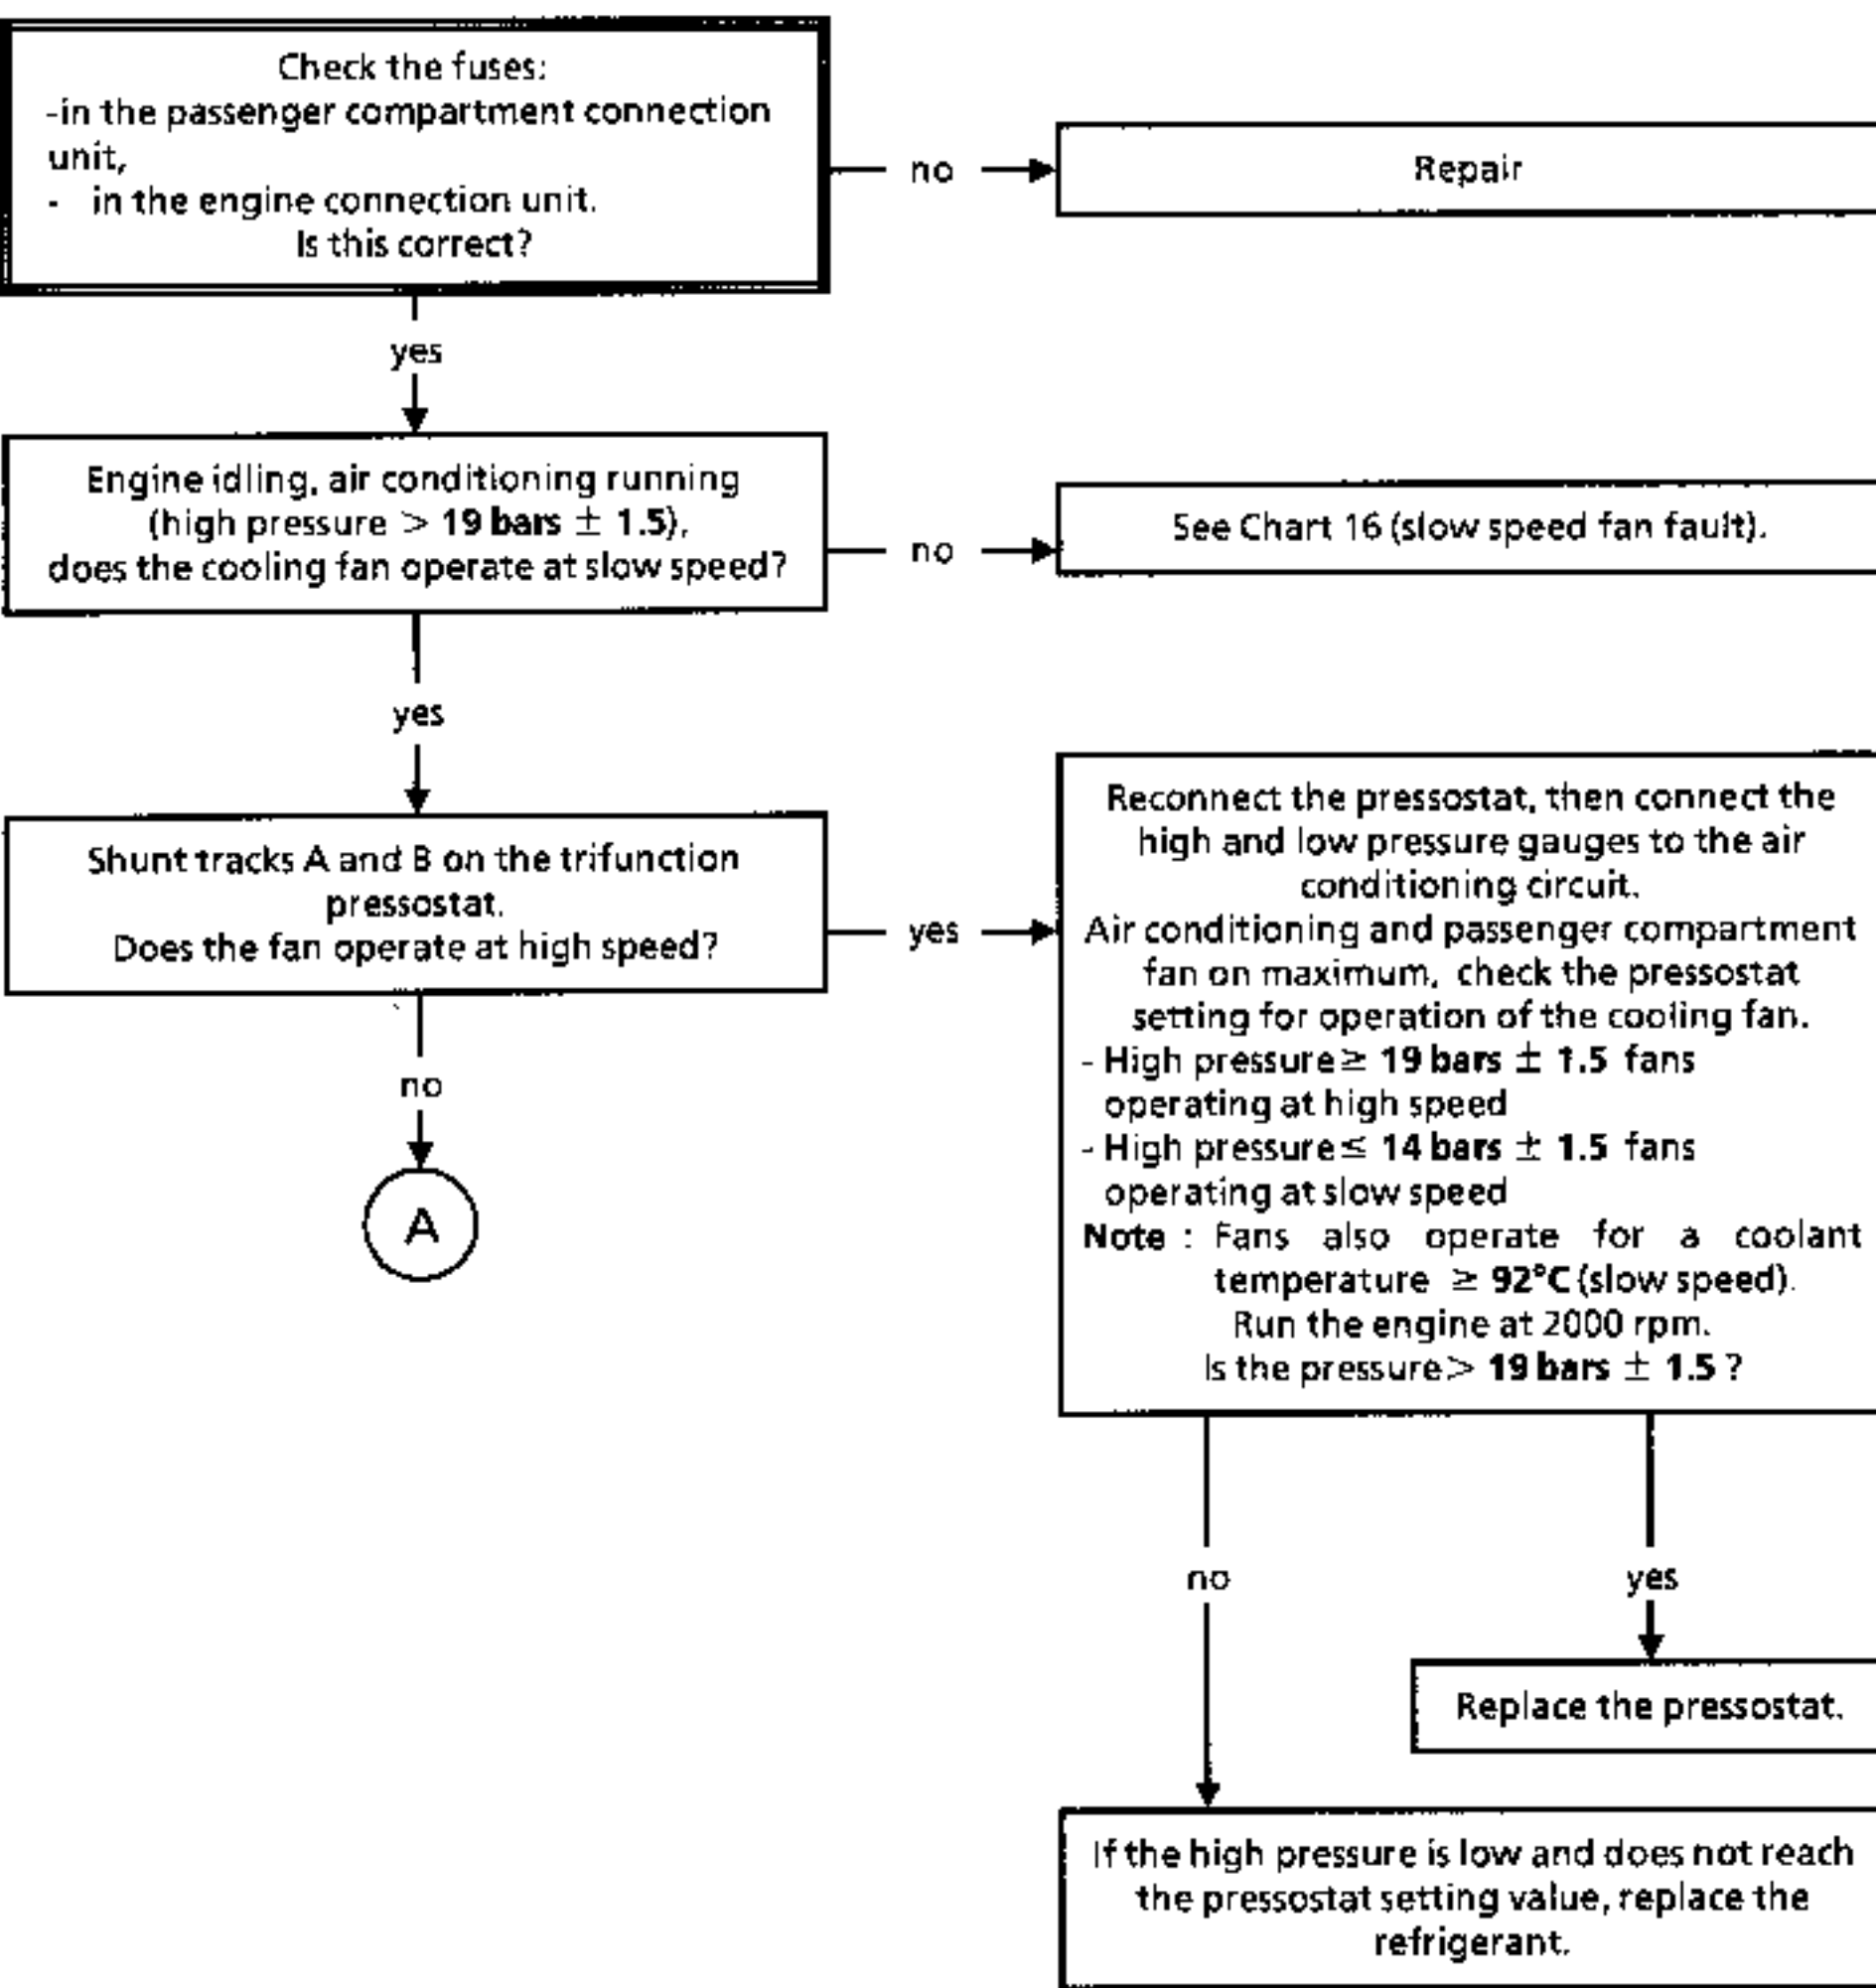 Check the fuses:
-in the passenger compartment connection
unit,
- in the engine connection unit.
Is this correct?
no
Repair
yes
Engine idling, air conditioning running
(high pressure > 19 bars ± 1.5),
does the cooling fan operate at slow speed?
no
See Chart 16 (slow speed fan fault).
yes
Shunt tracks A and B on the trifunction
pressostat.
Does the fan operate at high speed?
yes
Reconnect the pressostat, then connect the
high and low pressure gauges to the air
conditioning circuit.
Air conditioning and passenger compartment
fan on maximum, check the pressostat
setting for operation of the cooling fan.
- High pressure ≥ 19 bars ± 1.5 fans
operating at high speed
- High pressure ≤ 14 bars ± 1.5 fans
operating at slow speed
Note : Fans also operate for a coolant
temperature ≥ 92°C (slow speed).
Run the engine at 2000 rpm.
Is the pressure > 19 bars ± 1.5 ?
no
A
no
yes
Replace the pressostat.
If the high pressure is low and does not reach
the pressostat setting value, replace the
refrigerant.